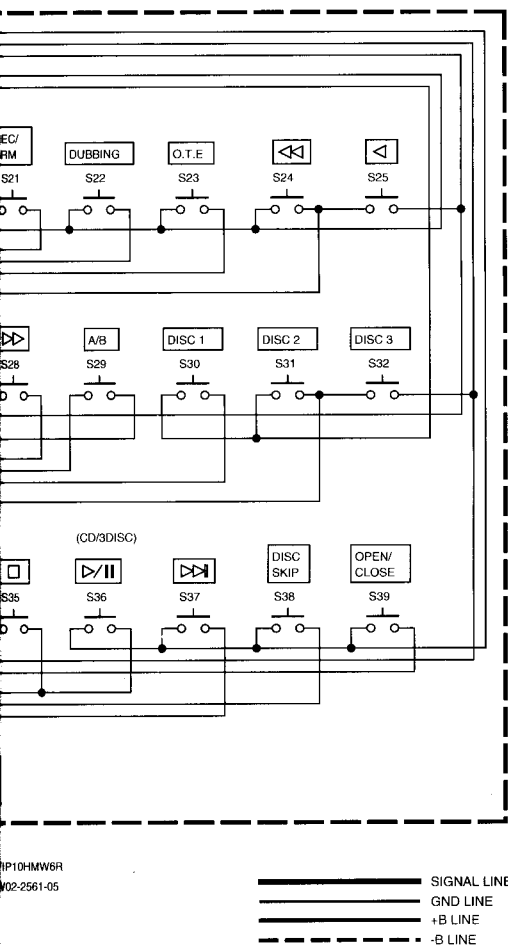 EC/
RM
DUBBING
O.T.E
S21
S22
S23
S24
S25
A/B
DISC 1
DISC 2
DISC 3
S28
S29
S30
S31
S32
(CD/3DISC)
DISC
SKIP
OPEN/
CLOSE
S35
S36
S37
S38
S39
IP10HMW6R
W02-2561-05
SIGNAL LINE
GND LINE
+B LINE
-B LINE